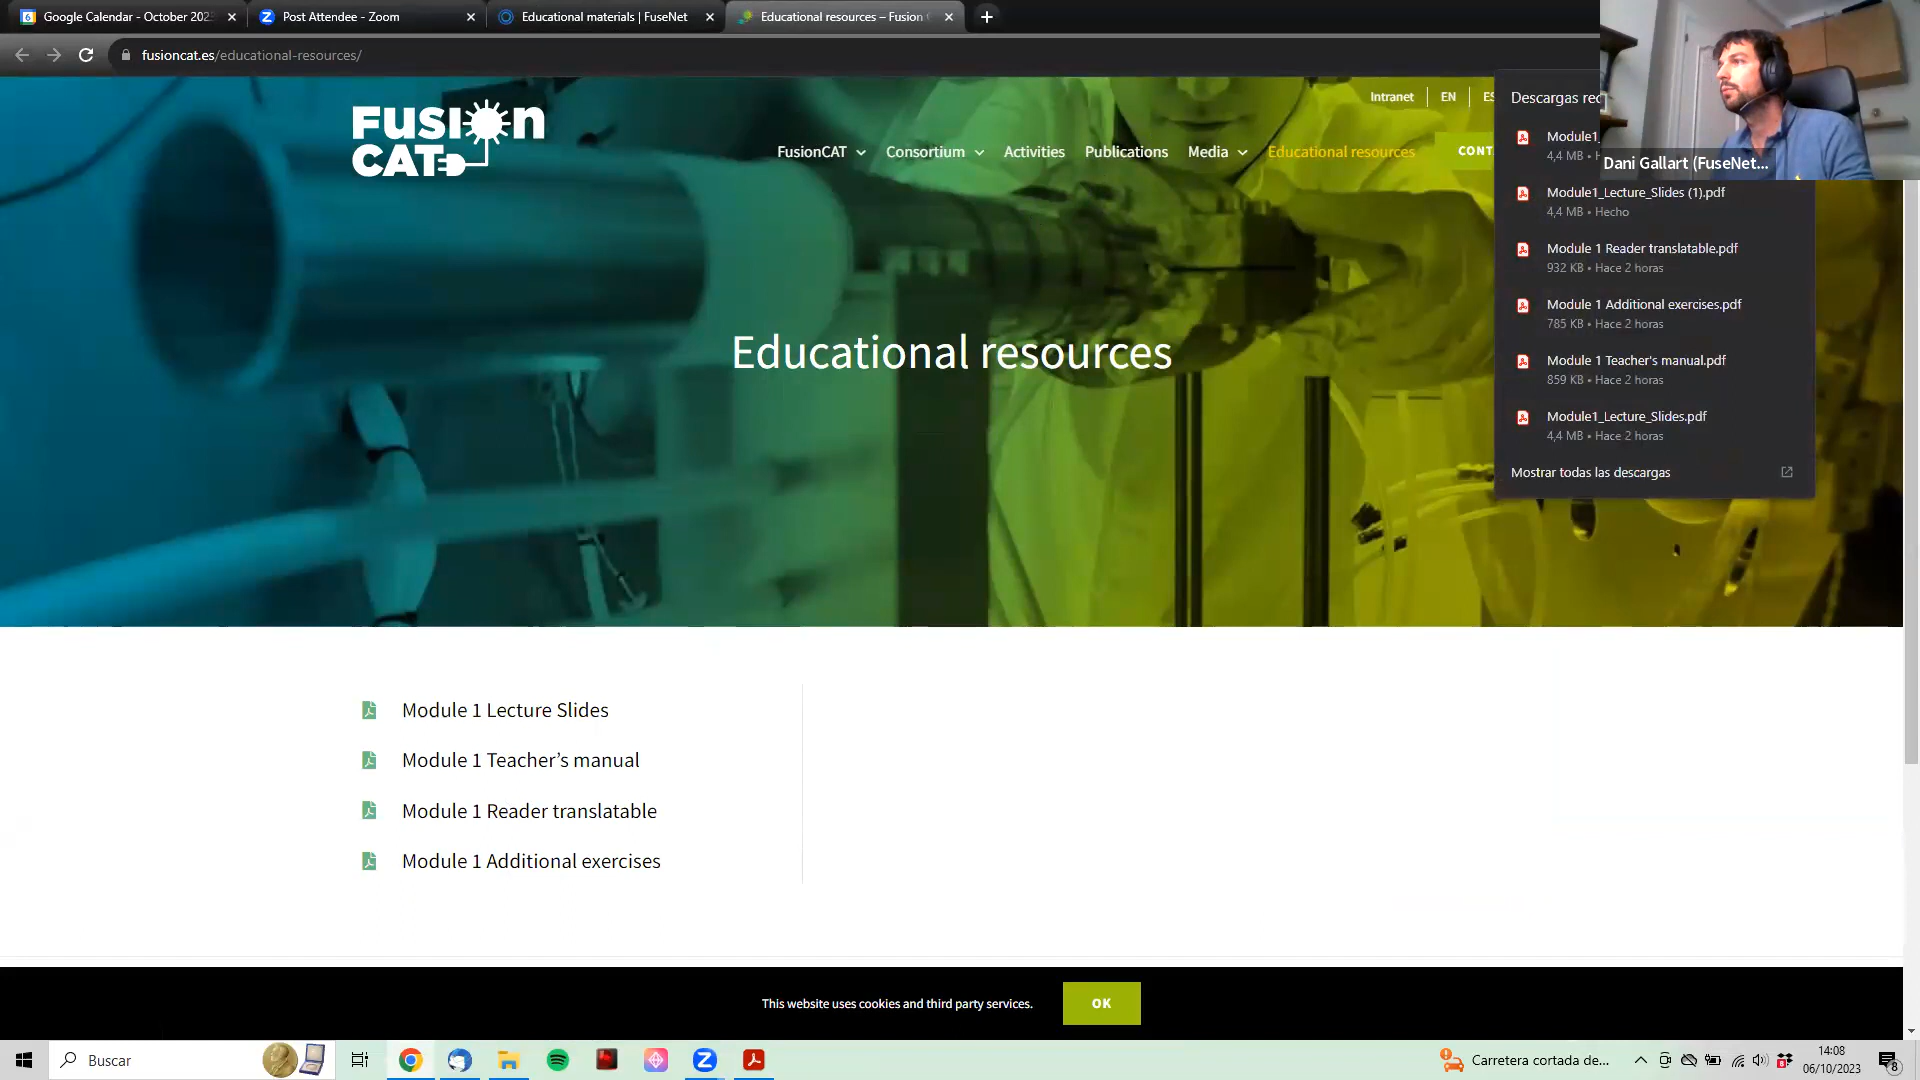 Google Calendar - October 202
Post Attendee - Zoom
Educational materials | FuseNet
Educational resources – Fusion
fusioncat.es/educational-resources/
FUSION
CAT
Intranet
EN
ES
FusionCAT
Consortium
Activities
Publications
Media
Educational resources
CONT
Descargas rec
Module1_
4,4 MB • H
Dani Gallart (FuseNet...
Module1_Lecture_Slides (1).pdf
4,4 MB • Hecho
Module 1 Reader translatable.pdf
932 KB • Hace 2 horas
Module 1 Additional exercises.pdf
785 KB • Hace 2 horas
Module 1 Teacher's manual.pdf
859 KB • Hace 2 horas
Module1_Lecture_Slides.pdf
4,4 MB • Hace 2 horas
Mostrar todas las descargas
Educational resources
Module 1 Lecture Slides
Module 1 Teacher’s manual
Module 1 Reader translatable
Module 1 Additional exercises
This website uses cookies and third party services.
OK
Buscar
Carretera cortada de...
14:08
06/10/2023
8